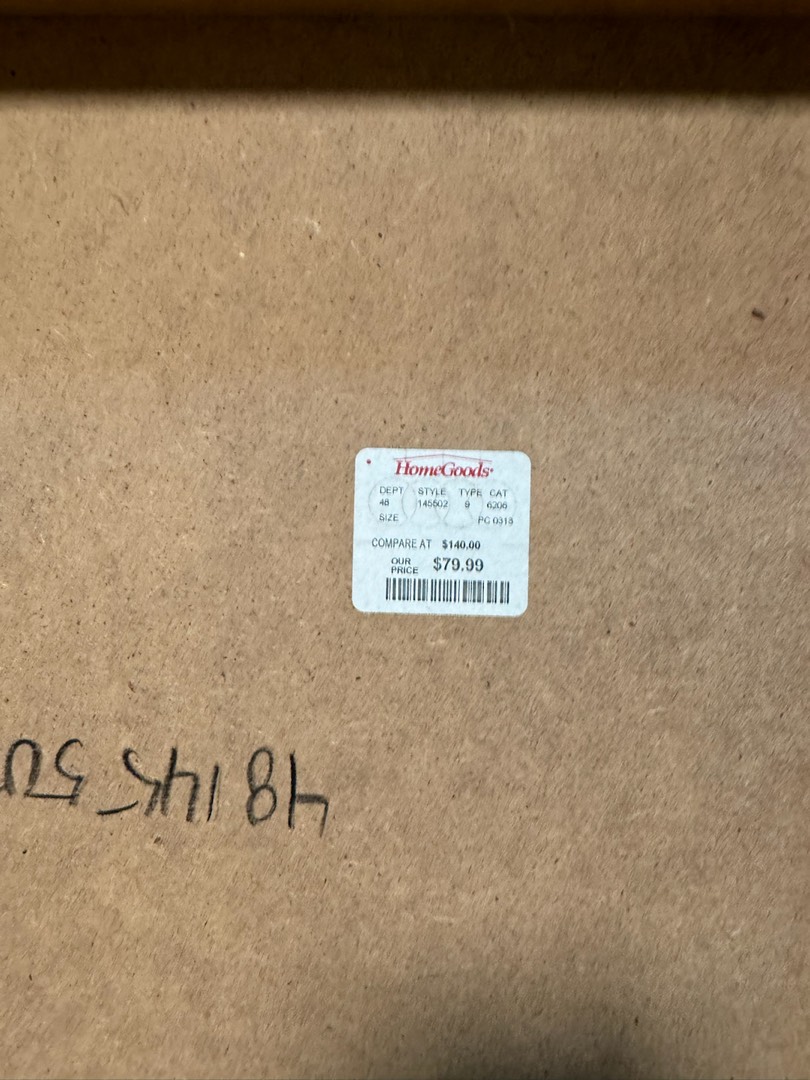 HomeGoods
DEPT STYLE TYPE CAT
48 145502 9 6206
SIZE PC 0313
COMPARE AT $140.00
OUR PRICE $79.99
48 145 50